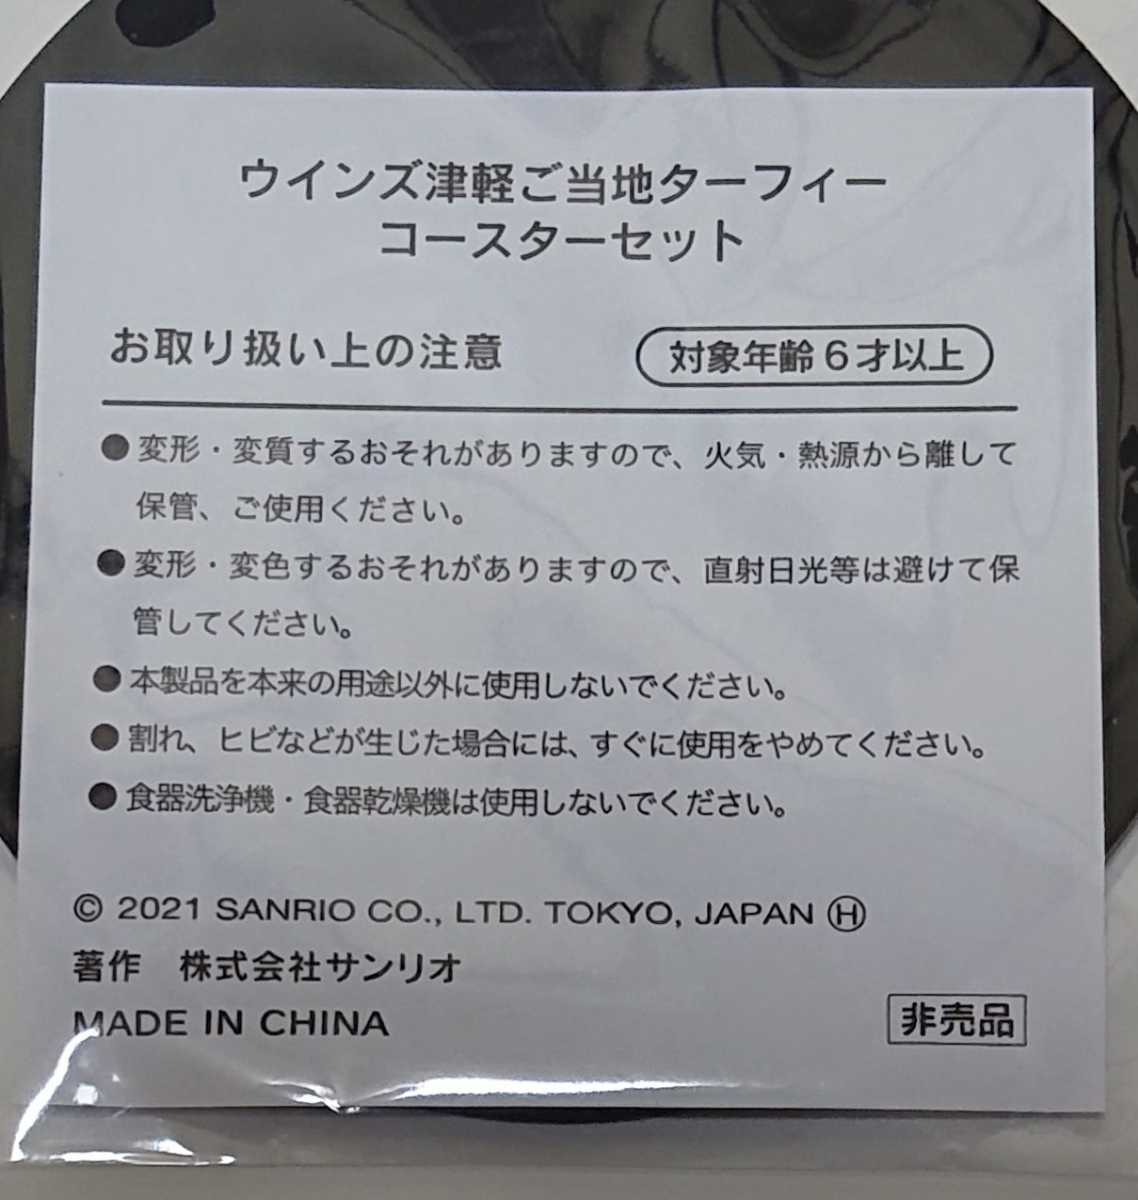 ウインズ津軽ご当地ターフィー
コースターセット
お取り扱い上の注意
対象年齢6才以上
●変形・変質するおそれがありますので、火気・熱源から離して
保管、ご使用ください。
●変形・変色するおそれがありますので、直射日光等は避けて保
管してください。
●本製品を本来の用途以外に使用しないでください。
●割れ、ヒビなどが生じた場合には、すぐに使用をやめてください。
●食器洗浄機・食器乾燥機は使用しないでください。
© 2021 SANRIO CO., LTD. TOKYO, JAPAN Ⓗ
著作　株式会社サンリオ
MADE IN CHINA
非売品